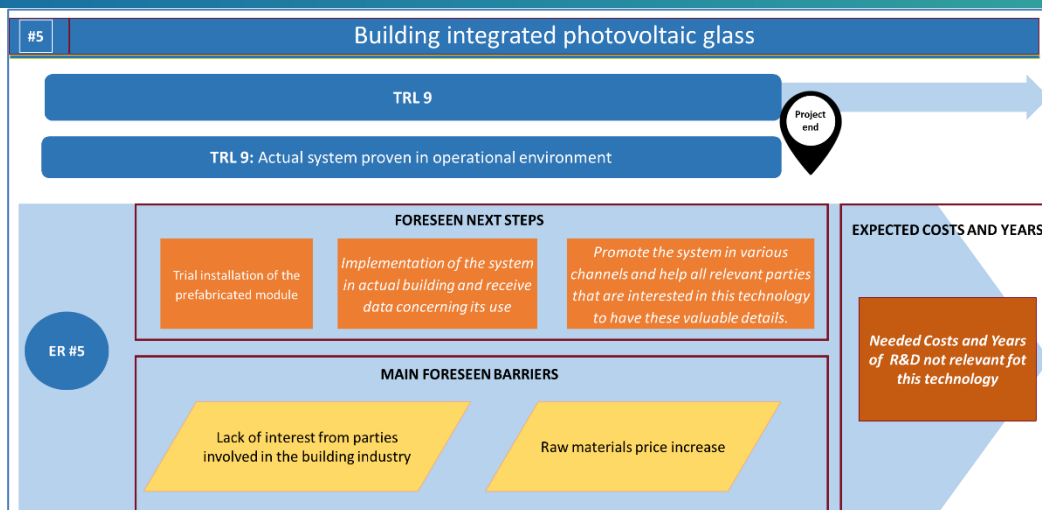 #5
Building integrated photovoltaic glass
TRL 9
Project
end
TRL 9: Actual system proven in operational environment
FORESEEN NEXT STEPS
Trial installation of the
prefabricated module
Implementation of the system
in actual building and receive
data concerning its use
Promote the system in various
channels and help all relevant parties
that are interested in this technology
to have these valuable details.
EXPECTED COSTS AND YEARS
Needed Costs and Years
of R&D not relevant fot
this technology
ER #5
MAIN FORESEEN BARRIERS
Lack of interest from parties
involved in the building industry
Raw materials price increase